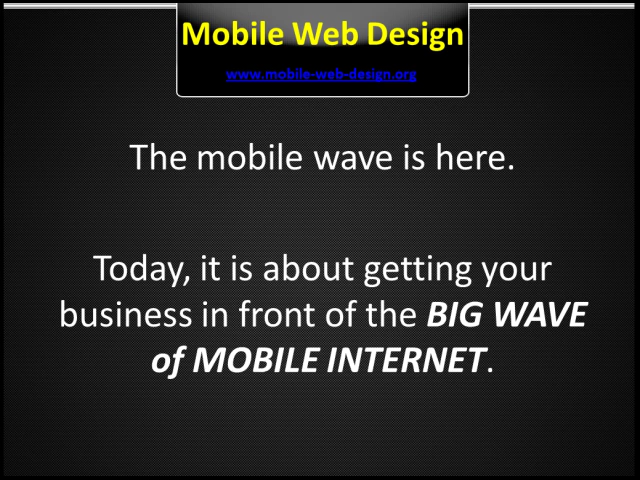 Mobile Web Design
www.mobile-web-design.org
The mobile wave is here.
Today, it is about getting your
business in front of the BIG WAVE
of MOBILE INTERNET.